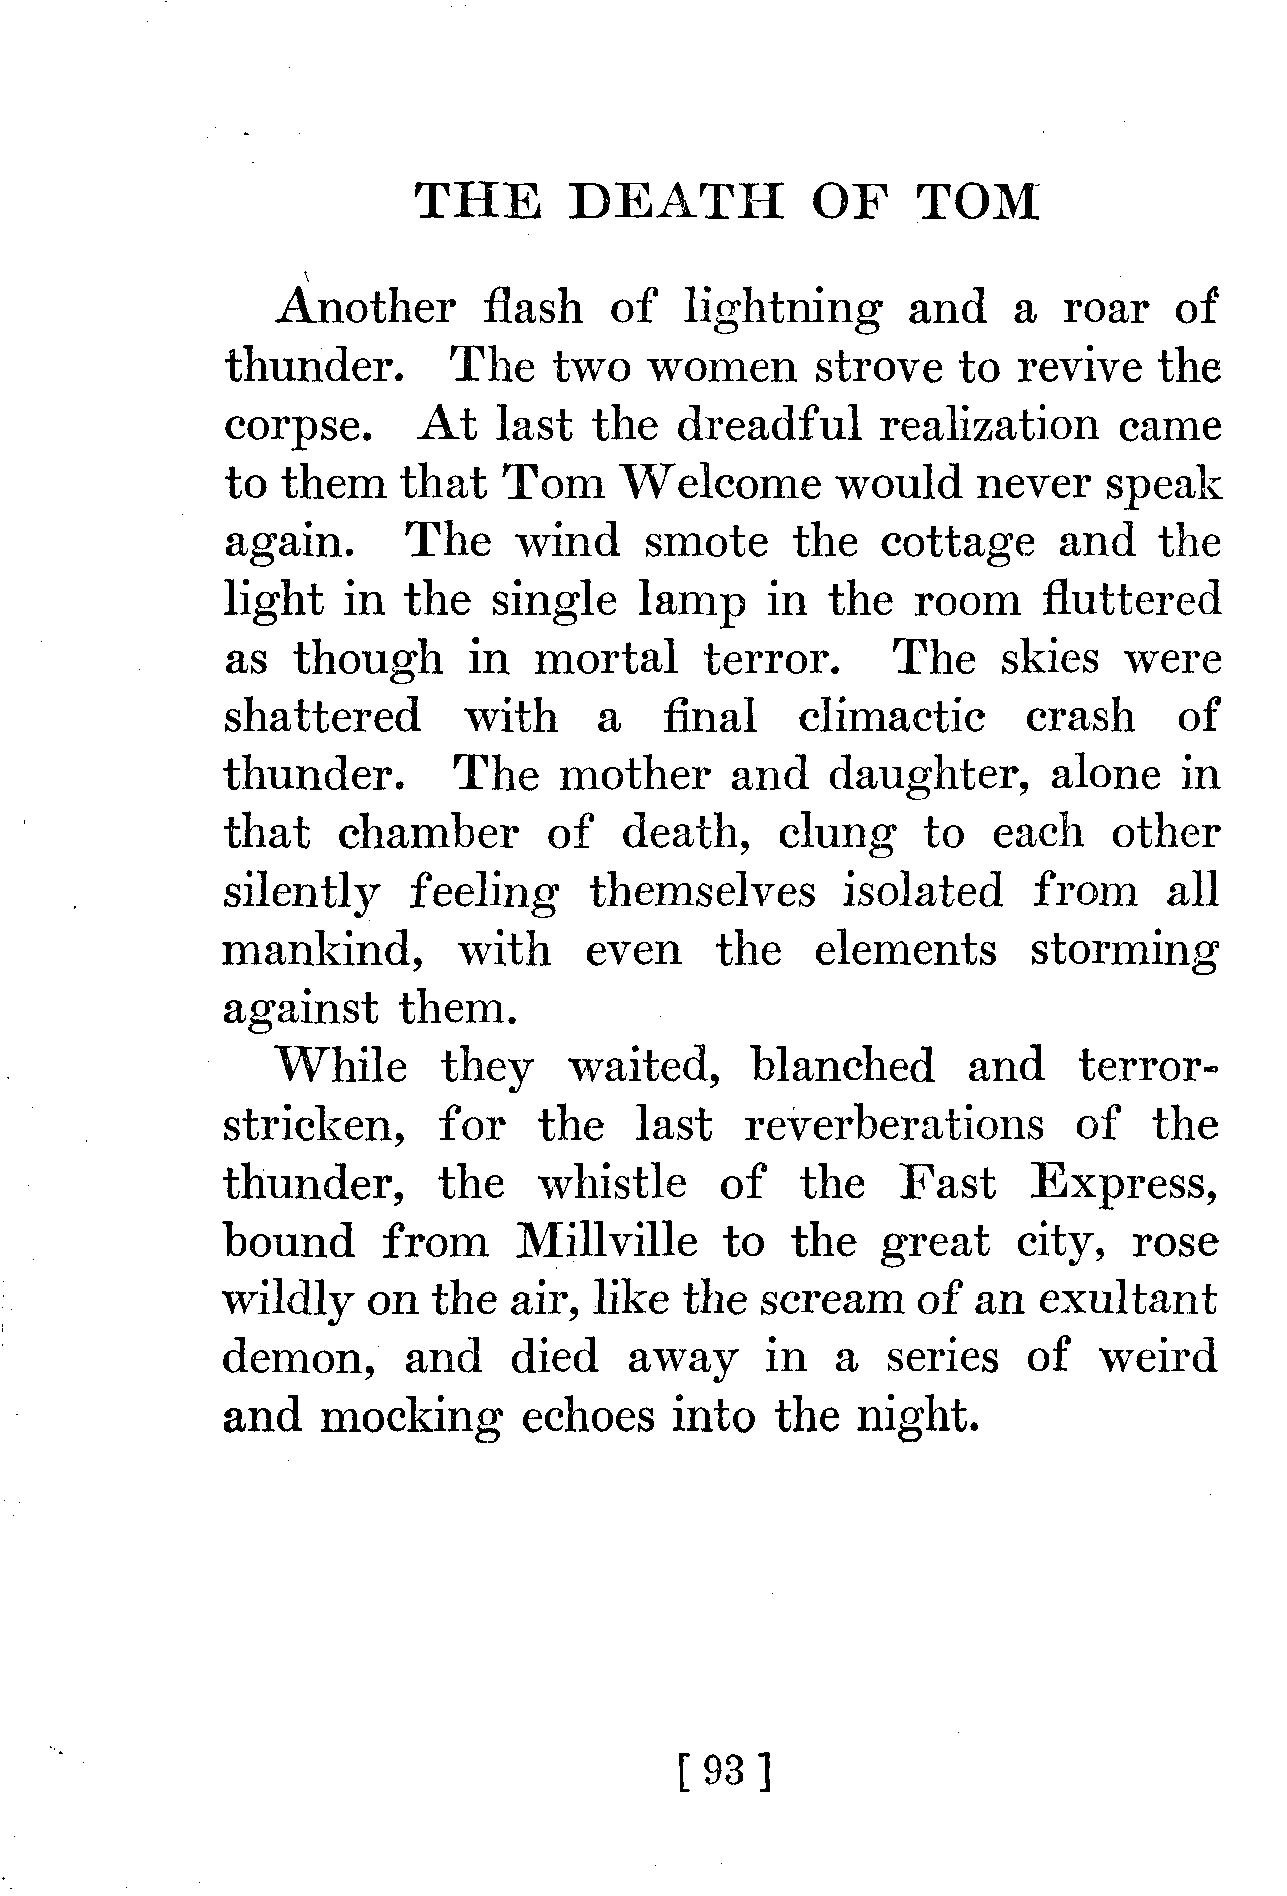 THE DEATH OF TOM
Another flash of lightning and a roar of
thunder. The two women strove to revive the
corpse. At last the dreadful realization came
to them that Tom Welcome would never speak
again. The wind smote the cottage and the
light in the single lamp in the room fluttered
as though in mortal terror. The skies were
shattered with a final climactic crash of
thunder. The mother and daughter, alone in
that chamber of death, clung to each other
silently feeling themselves isolated from all
mankind, with even the elements storming
against them.
While they waited, blanched and terror-
stricken, for the last reverberations of the
thunder, the whistle of the Fast Express,
bound from Millville to the great city, rose
wildly on the air, like the scream of an exultant
demon, and died away in a series of weird
and mocking echoes into the night.
[ 93 ]